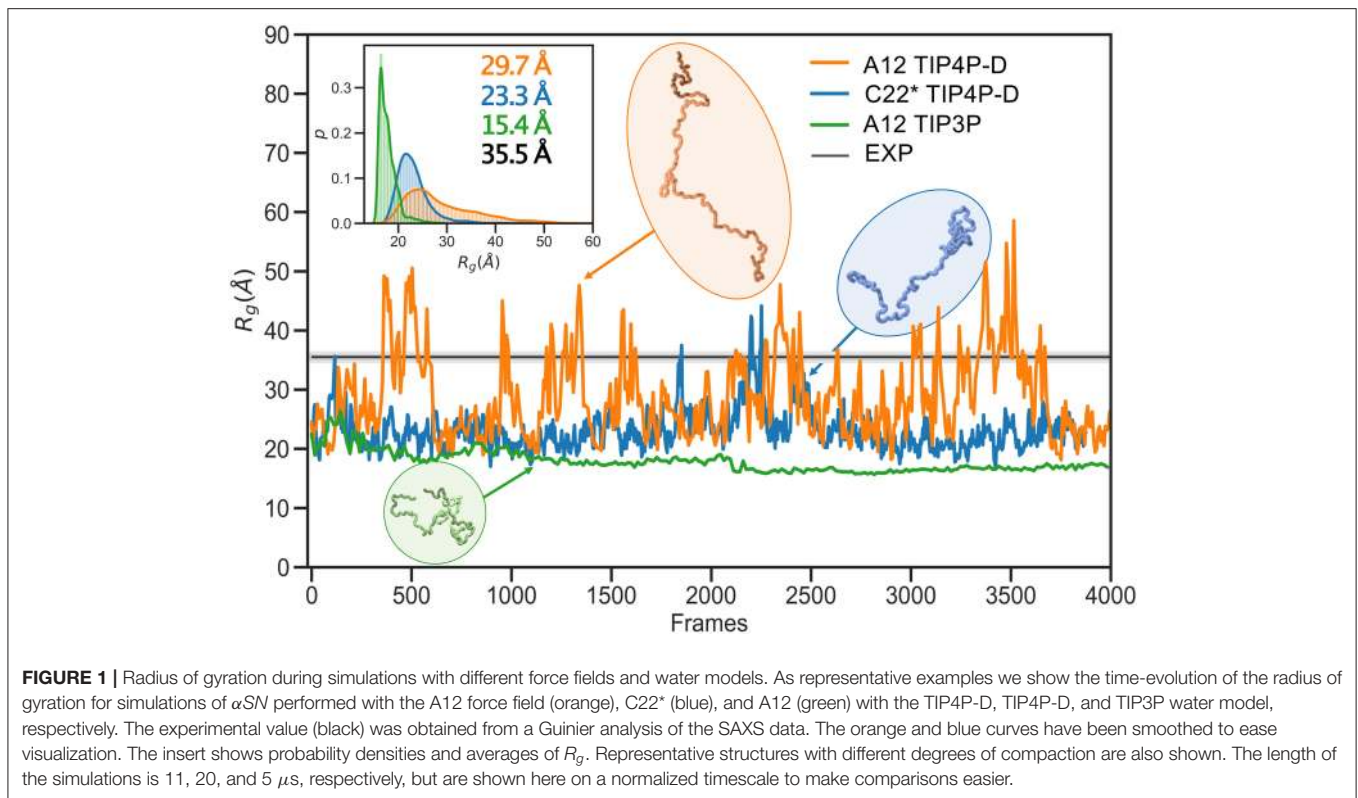 90
80
70
60
50
40
30
20
10
0
R_g(Å)
0.3
0.2
0.1
0.0
p
29.7 Å
23.3 Å
15.4 Å
35.5 Å
20 30 40 50 60
R_g(Å)
A12 TIP4P-D
C22* TIP4P-D
A12 TIP3P
EXP
0 500 1000 1500 2000 2500 3000 3500 4000
Frames
FIGURE 1 | Radius of gyration during simulations with different force fields and water models. As representative examples we show the time-evolution of the radius of
gyration for simulations of αSN performed with the A12 force field (orange), C22* (blue), and A12 (green) with the TIP4P-D, TIP4P-D, and TIP3P water model,
respectively. The experimental value (black) was obtained from a Guinier analysis of the SAXS data. The orange and blue curves have been smoothed to ease
visualization. The insert shows probability densities and averages of R_g. Representative structures with different degrees of compaction are also shown. The length of
the simulations is 11, 20, and 5 μs, respectively, but are shown here on a normalized timescale to make comparisons easier.